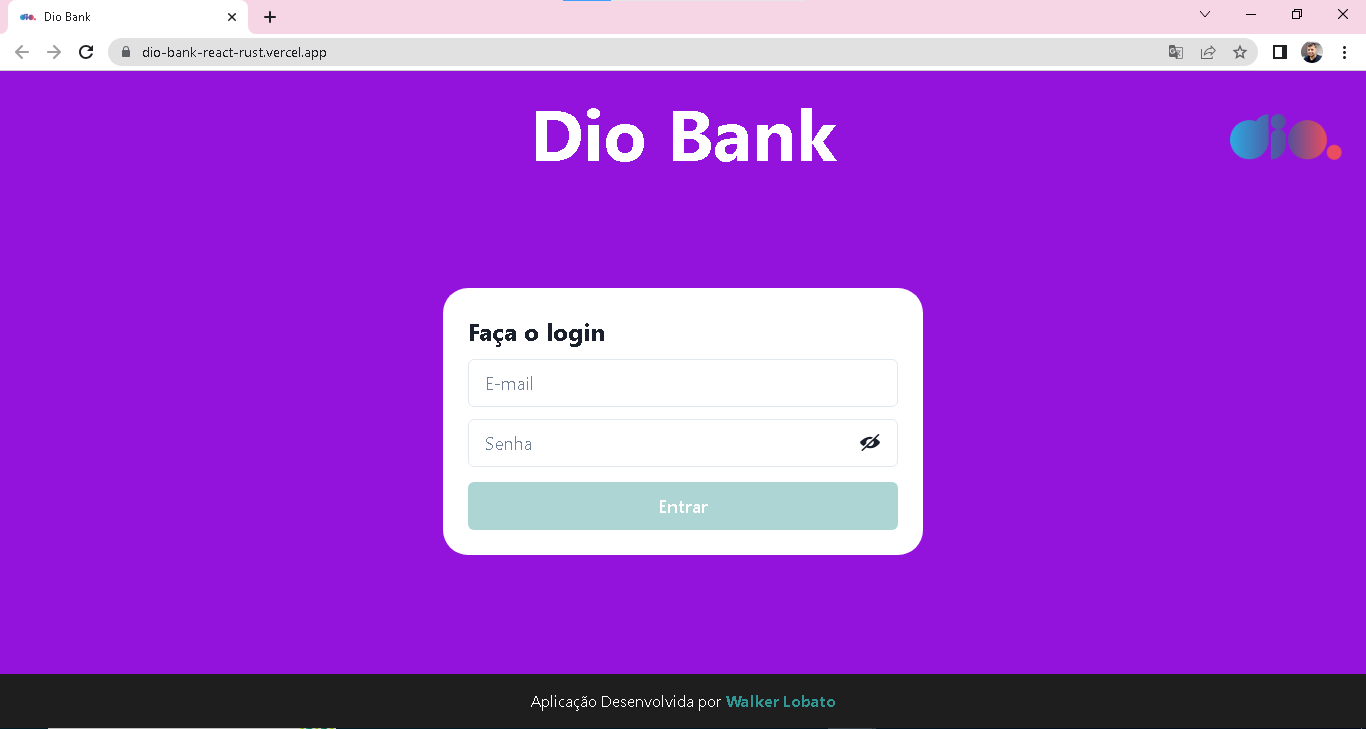 Dio Bank
dio-bank-react-rust.vercel.app
Dio Bank
dio.
Faça o login
E-mail
Senha
Entrar
Aplicação Desenvolvida por Walker Lobato